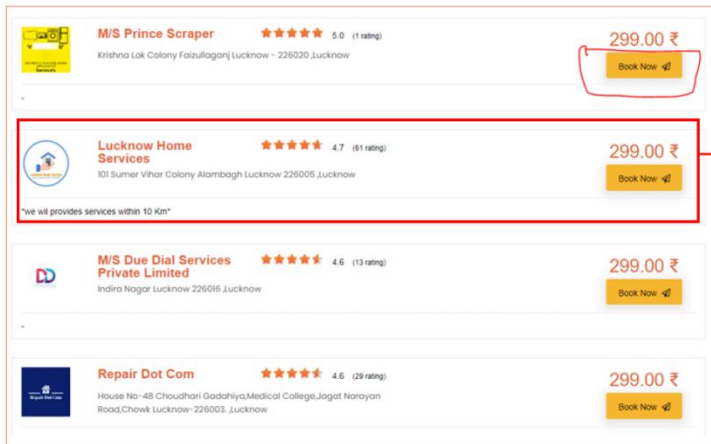 M/S Prince Scraper 5.0 (1 rating) 299.00 ₹
Krishna Lok Colony Faizullaganj Lucknow - 226020 ,Lucknow
Book Now
-
Lucknow Home 4.7 (61 rating) 299.00 ₹
Services
101 Sumer Vihar Colony Alambagh Lucknow 226005 ,Lucknow
Book Now
"we wil provides services within 10 Km"
M/S Due Dial Services 4.6 (13 rating) 299.00 ₹
Private Limited
Indira Nagar Lucknow 226016 ,Lucknow
Book Now
-
Repair Dot Com 4.6 (29 rating) 299.00 ₹
House No-48 Choudhari Gadahiya,Medical College,Jagat Narayan
Road,Chowk Lucknow-226003. ,Lucknow
Book Now
Repair Dot Com